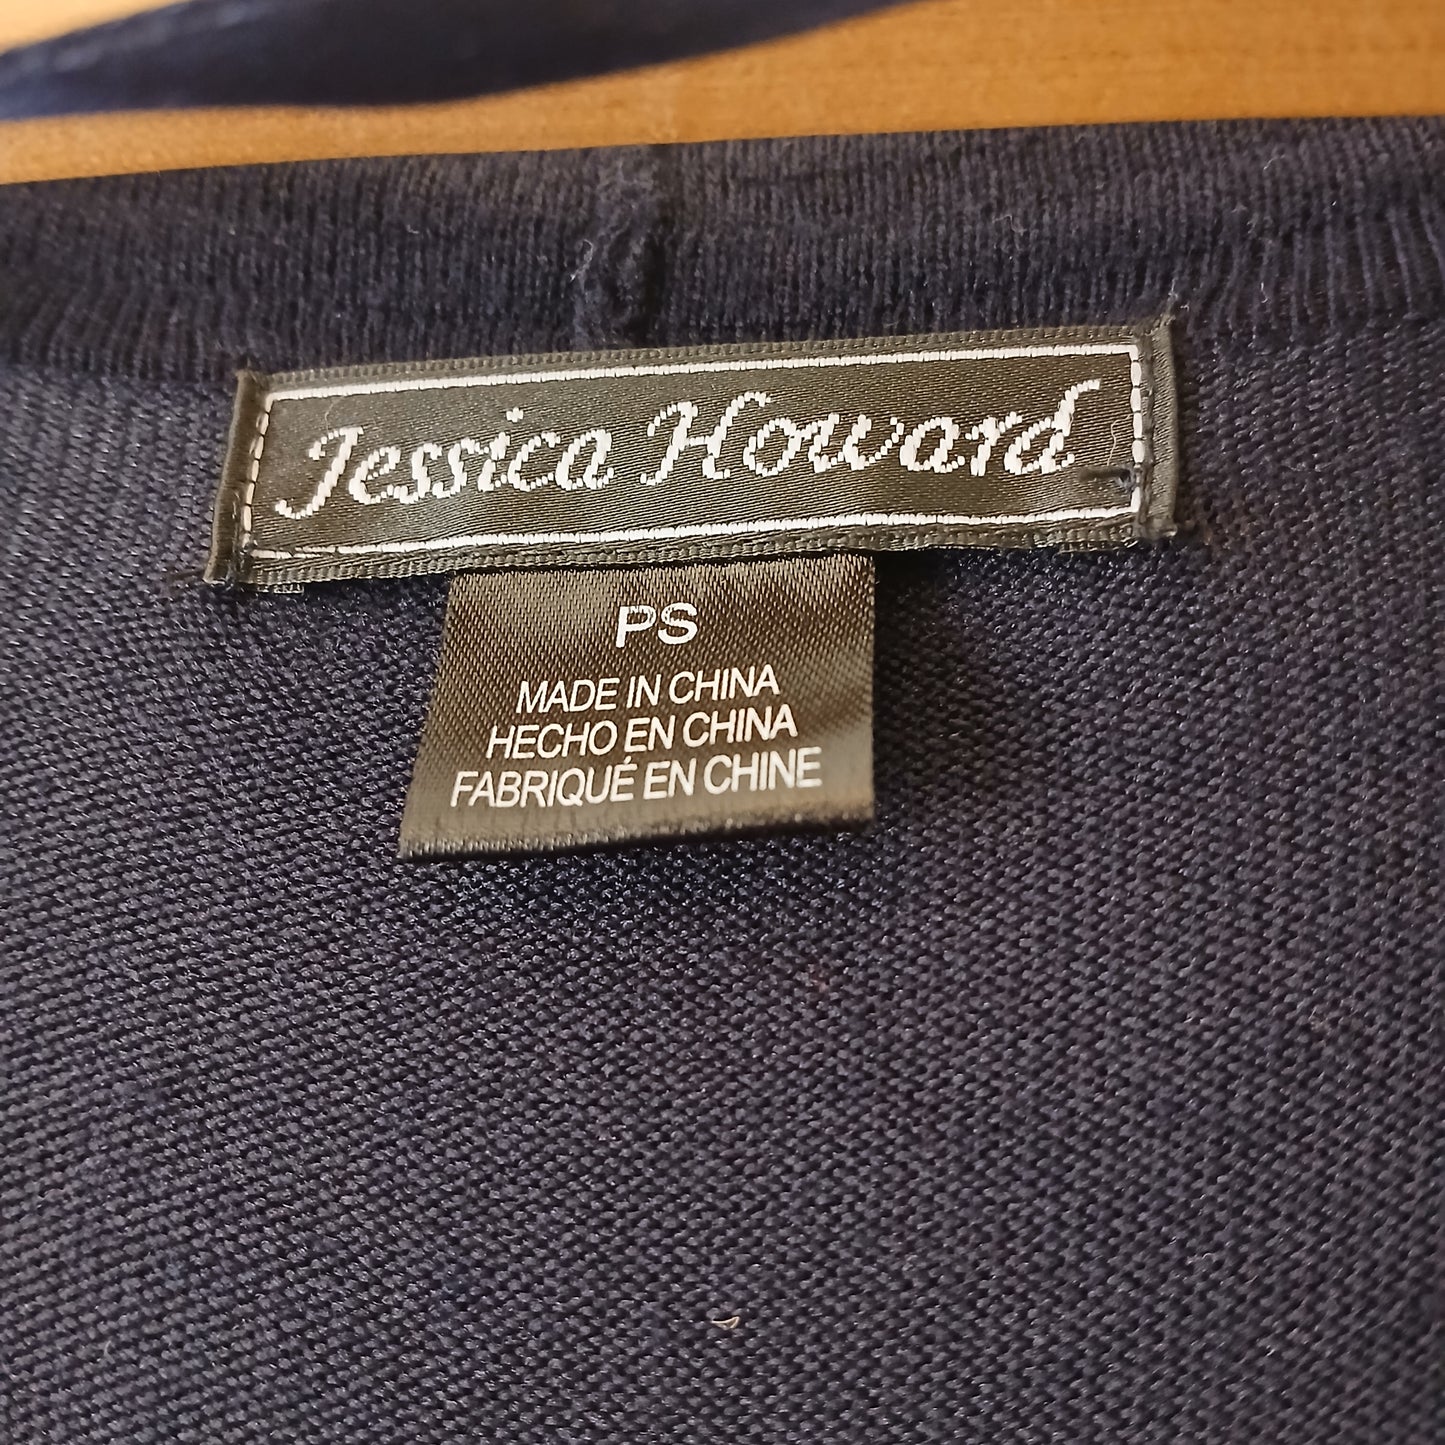 Jessica Howard
PS
MADE IN CHINA
HECHO EN CHINA
FABRIQUÉ EN CHINE